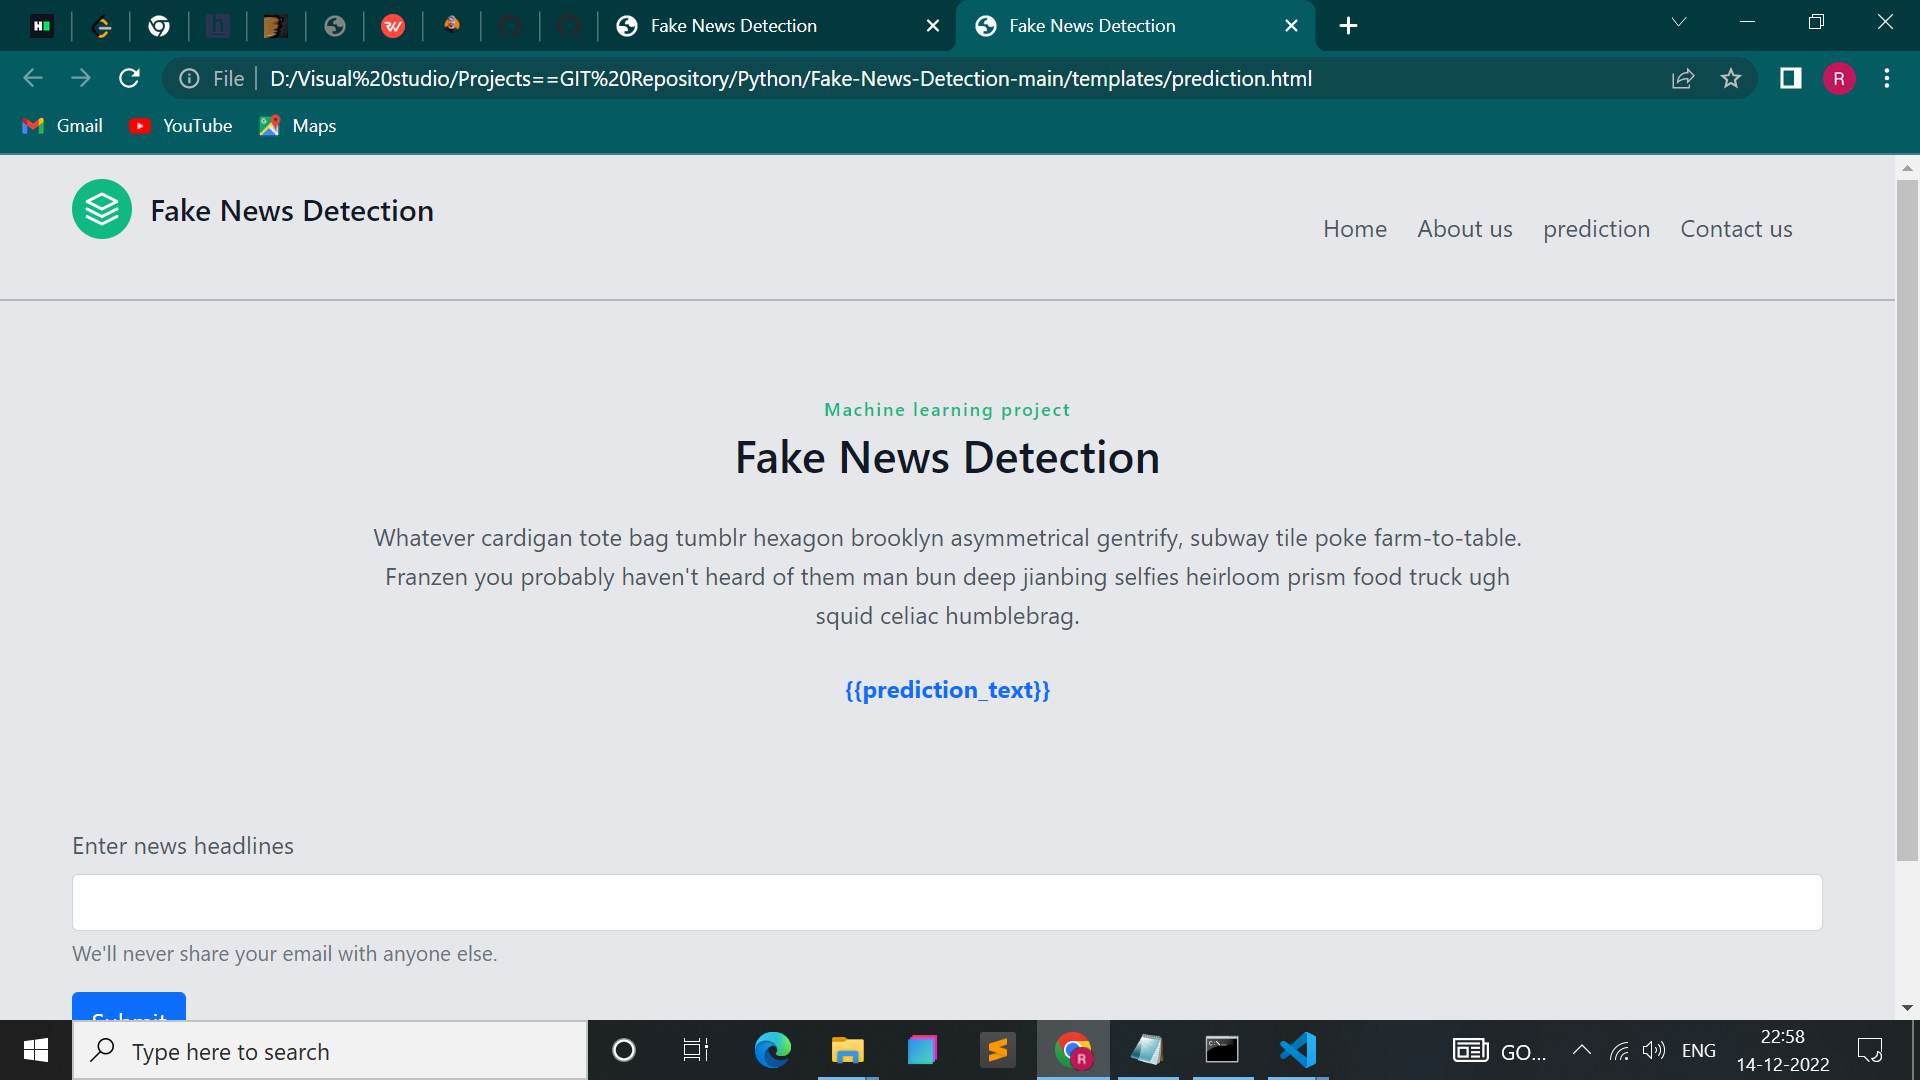 Fake News Detection
Fake News Detection
File
D:/Visual%20studio/Projects==GIT%20Repository/Python/Fake-News-Detection-main/templates/prediction.html
R
Gmail
YouTube
Maps
Fake News Detection
Home
About us
prediction
Contact us
Machine learning project
Fake News Detection
Whatever cardigan tote bag tumblr hexagon brooklyn asymmetrical gentrify, subway tile poke farm-to-table.
Franzen you probably haven't heard of them man bun deep jianbing selfies heirloom prism food truck ugh
squid celiac humblebrag.
{{prediction_text}}
Enter news headlines
We'll never share your email with anyone else.
Submit
Type here to search
R
GO...
ENG
22:58
14-12-2022